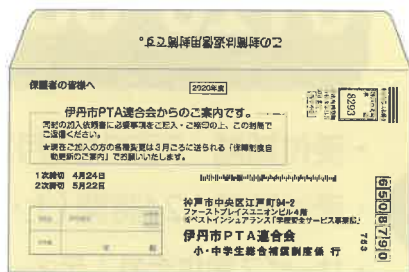 この封筒は返信用封筒です。
保護者の皆様へ
2020年度
伊丹市PTA連合会からのご案内です。
同封の加入依頼書に必要事項をご記入・ご捺印の上、この封筒で
ご返信ください。
★現在ご加入の方の各種変更は3月ごろに送られる「保障制度自
動更新のご案内」でお願いいたします。
1次締切 4月24日
2次締切 5月22日
8293
6508790
753
神戸市中央区江戸町94-2
ファーストプレイスユニオンビル4階
㈱ベストインシュアランス「学校安全サービス事業部」
伊丹市PTA連合会
小・中学生総合補償制度係 行